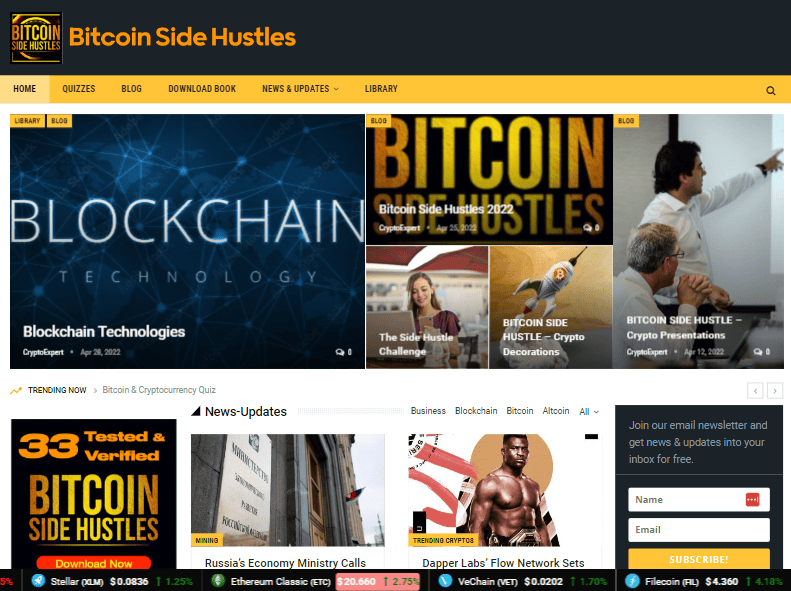 BITCOIN
SIDE HUSTLES
Bitcoin Side Hustles
HOME
QUIZZES
BLOG
DOWNLOAD BOOK
NEWS & UPDATES
LIBRARY
LIBRARY
BLOG
BLOCKCHAIN
TECHNOLOGY
Blockchain Technologies
CryptoExpert • Apr 28, 2022
0
BLOG
BITCOIN
SIDE HUSTLES
Bitcoin Side Hustles 2022
CryptoExpert • Apr 25, 2022
0
The Side Hustle
Challenge
BITCOIN SIDE
HUSTLE – Crypto
Decorations
BLOG
BITCOIN SIDE HUSTLE –
Crypto Presentations
CryptoExpert • Apr 12, 2022
0
TRENDING NOW
Bitcoin & Cryptocurrency Quiz
33 Tested &
Verified
BITCOIN
SIDE HUSTLES
Download Now
News-Updates
Business
Blockchain
Bitcoin
Altcoin
All
МИНИСТЕРСТВО
MINING
Russia's Economy Ministry Calls
TRENDING CRYPTOS
Dapper Labs' Flow Network Sets
Join our email newsletter and
get news & updates into your
inbox for free.
Name
Email
SUBSCRIBE!
5%
Stellar (XLM) $0.0836 ↑ 1.25%
Ethereum Classic (ETC) $20.660 ↑ 2.75%
VeChain (VET) $0.0202 ↑ 1.70%
Filecoin (FIL) $4.360 ↑ 4.18%